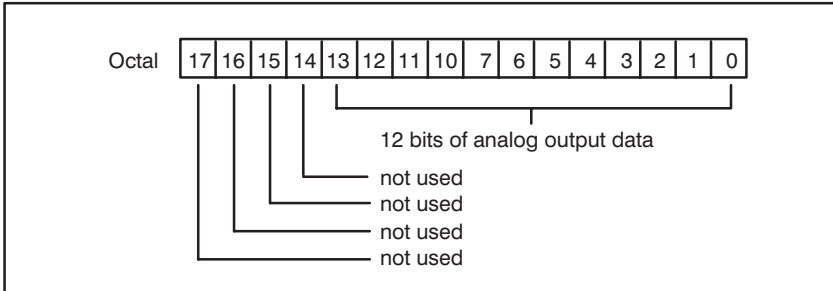 Octal 17 16 15 14 13 12 11 10 7 6 5 4 3 2 1 0
12 bits of analog output data
not used
not used
not used
not used